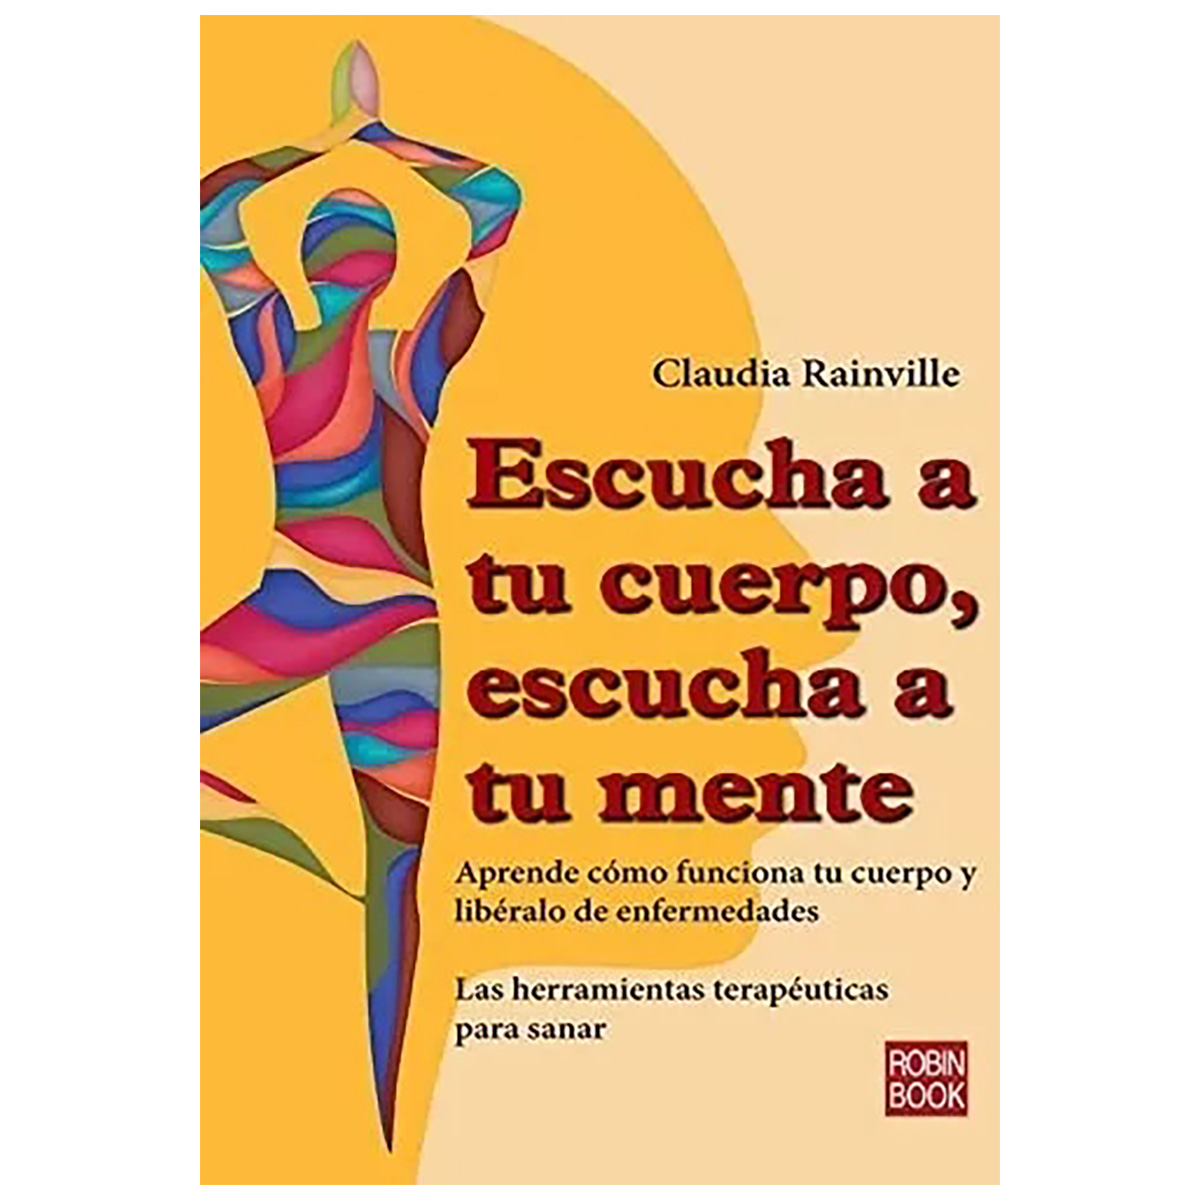 Claudia Rainville
Escucha a
tu cuerpo,
escucha a
tu mente
Aprende cómo funciona tu cuerpo y
libéralo de enfermedades
Las herramientas terapéuticas
para sanar
ROBIN
BOOK